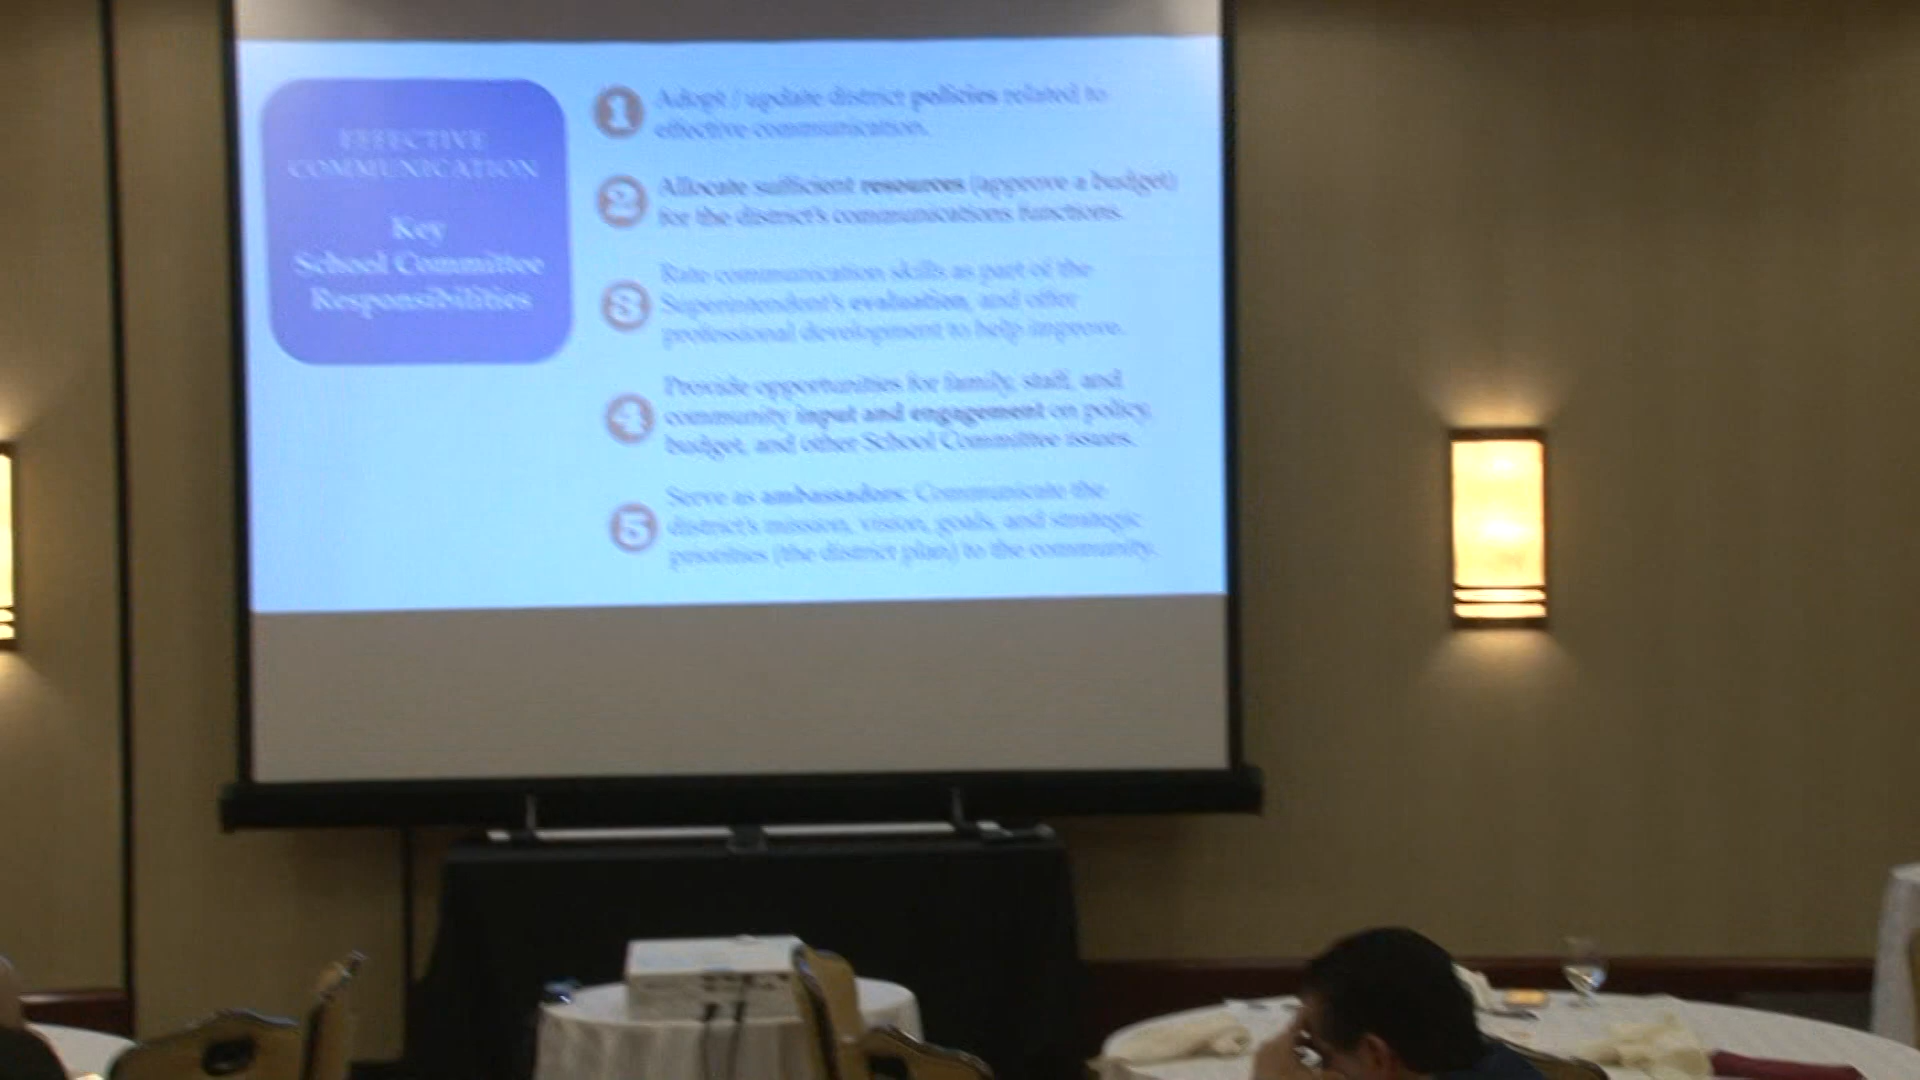 EFFECTIVE
COMMUNICATION
Key
School Committee
Responsibilities
1 Adopt / update district policies related to
effective communication.
2 Allocate sufficient resources (approve a budget)
for the district's communications functions.
3 Rate communication skills as part of the
Superintendent's evaluation, and offer
professional development to help improve.
4 Provide opportunities for family, staff, and
community input and engagement on policy,
budget, and other School Committee issues.
5 Serve as ambassadors: Communicate the
district's mission, vision, goals, and strategic
priorities (the district plan) to the community.